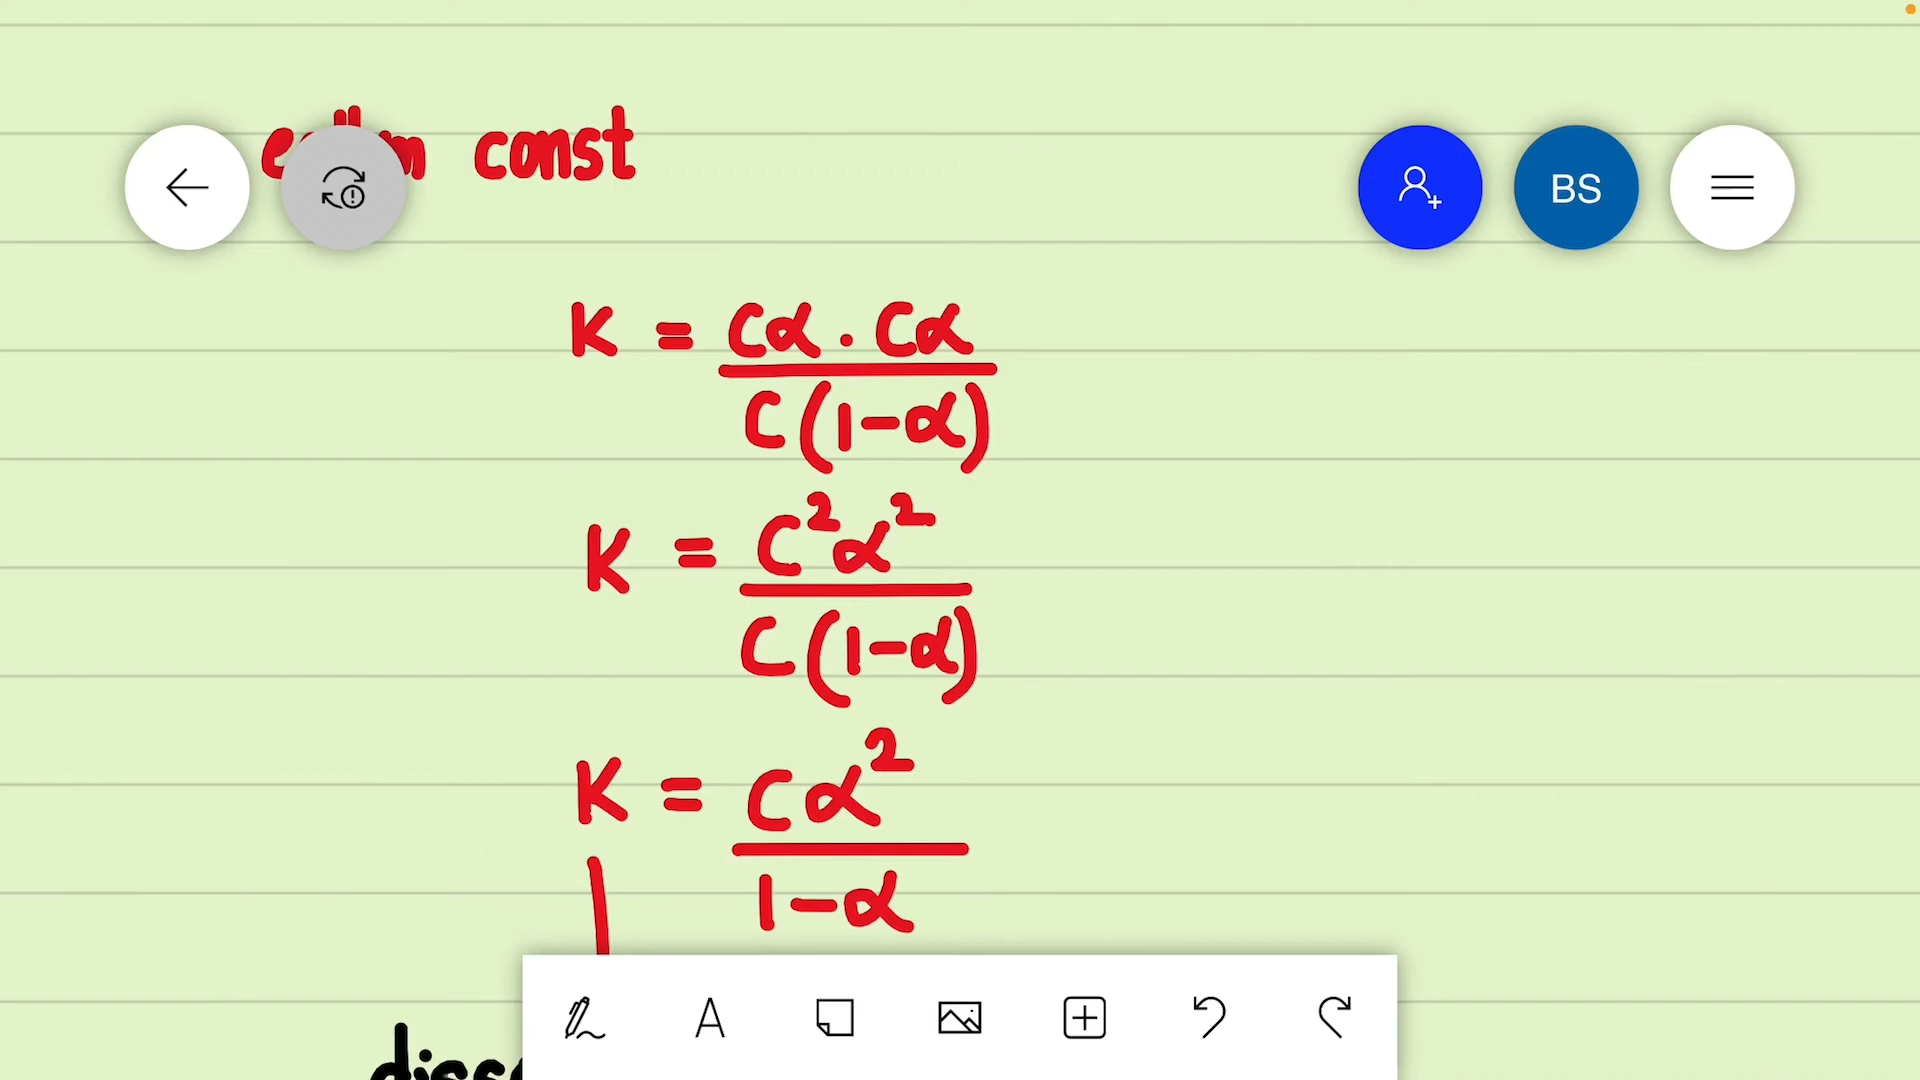 const
BS
K = Cα . Cα
C(1-α)
K = C²α²
C(1-α)
K = Cα²
1-α